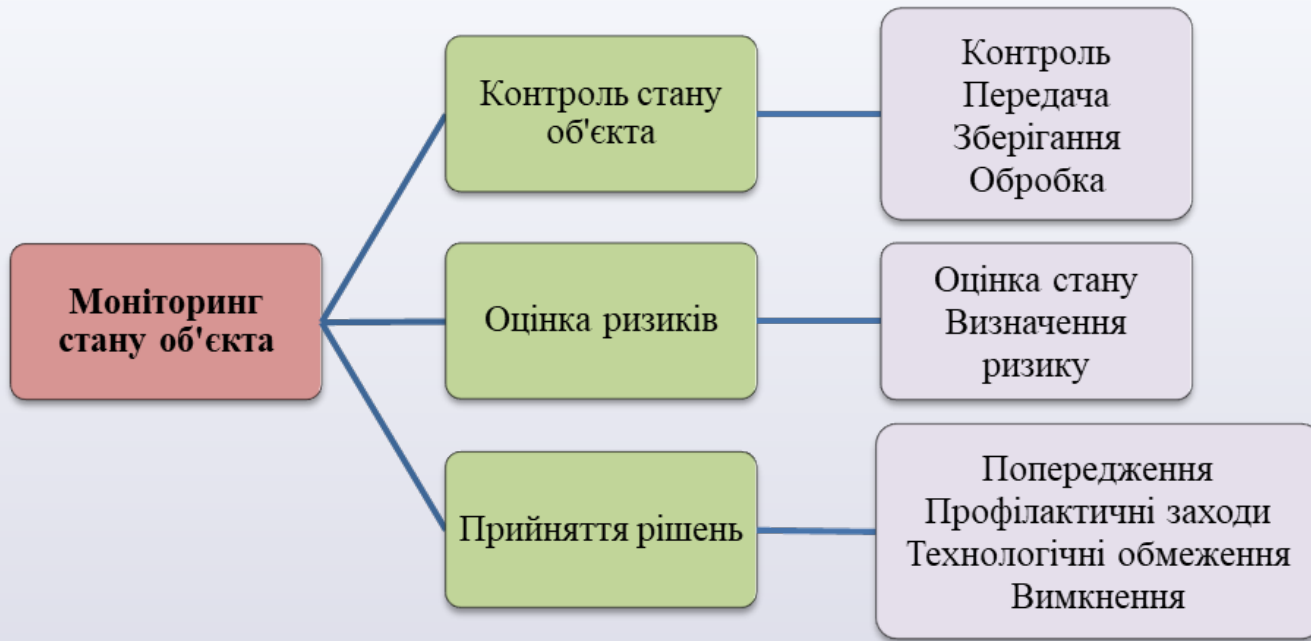 Моніторинг
стану об'єкта
Контроль стану
об'єкта
Контроль
Передача
Зберігання
Обробка
Оцінка ризиків
Оцінка стану
Визначення
ризику
Прийняття рішень
Попередження
Профілактичні заходи
Технологічні обмеження
Вимкнення